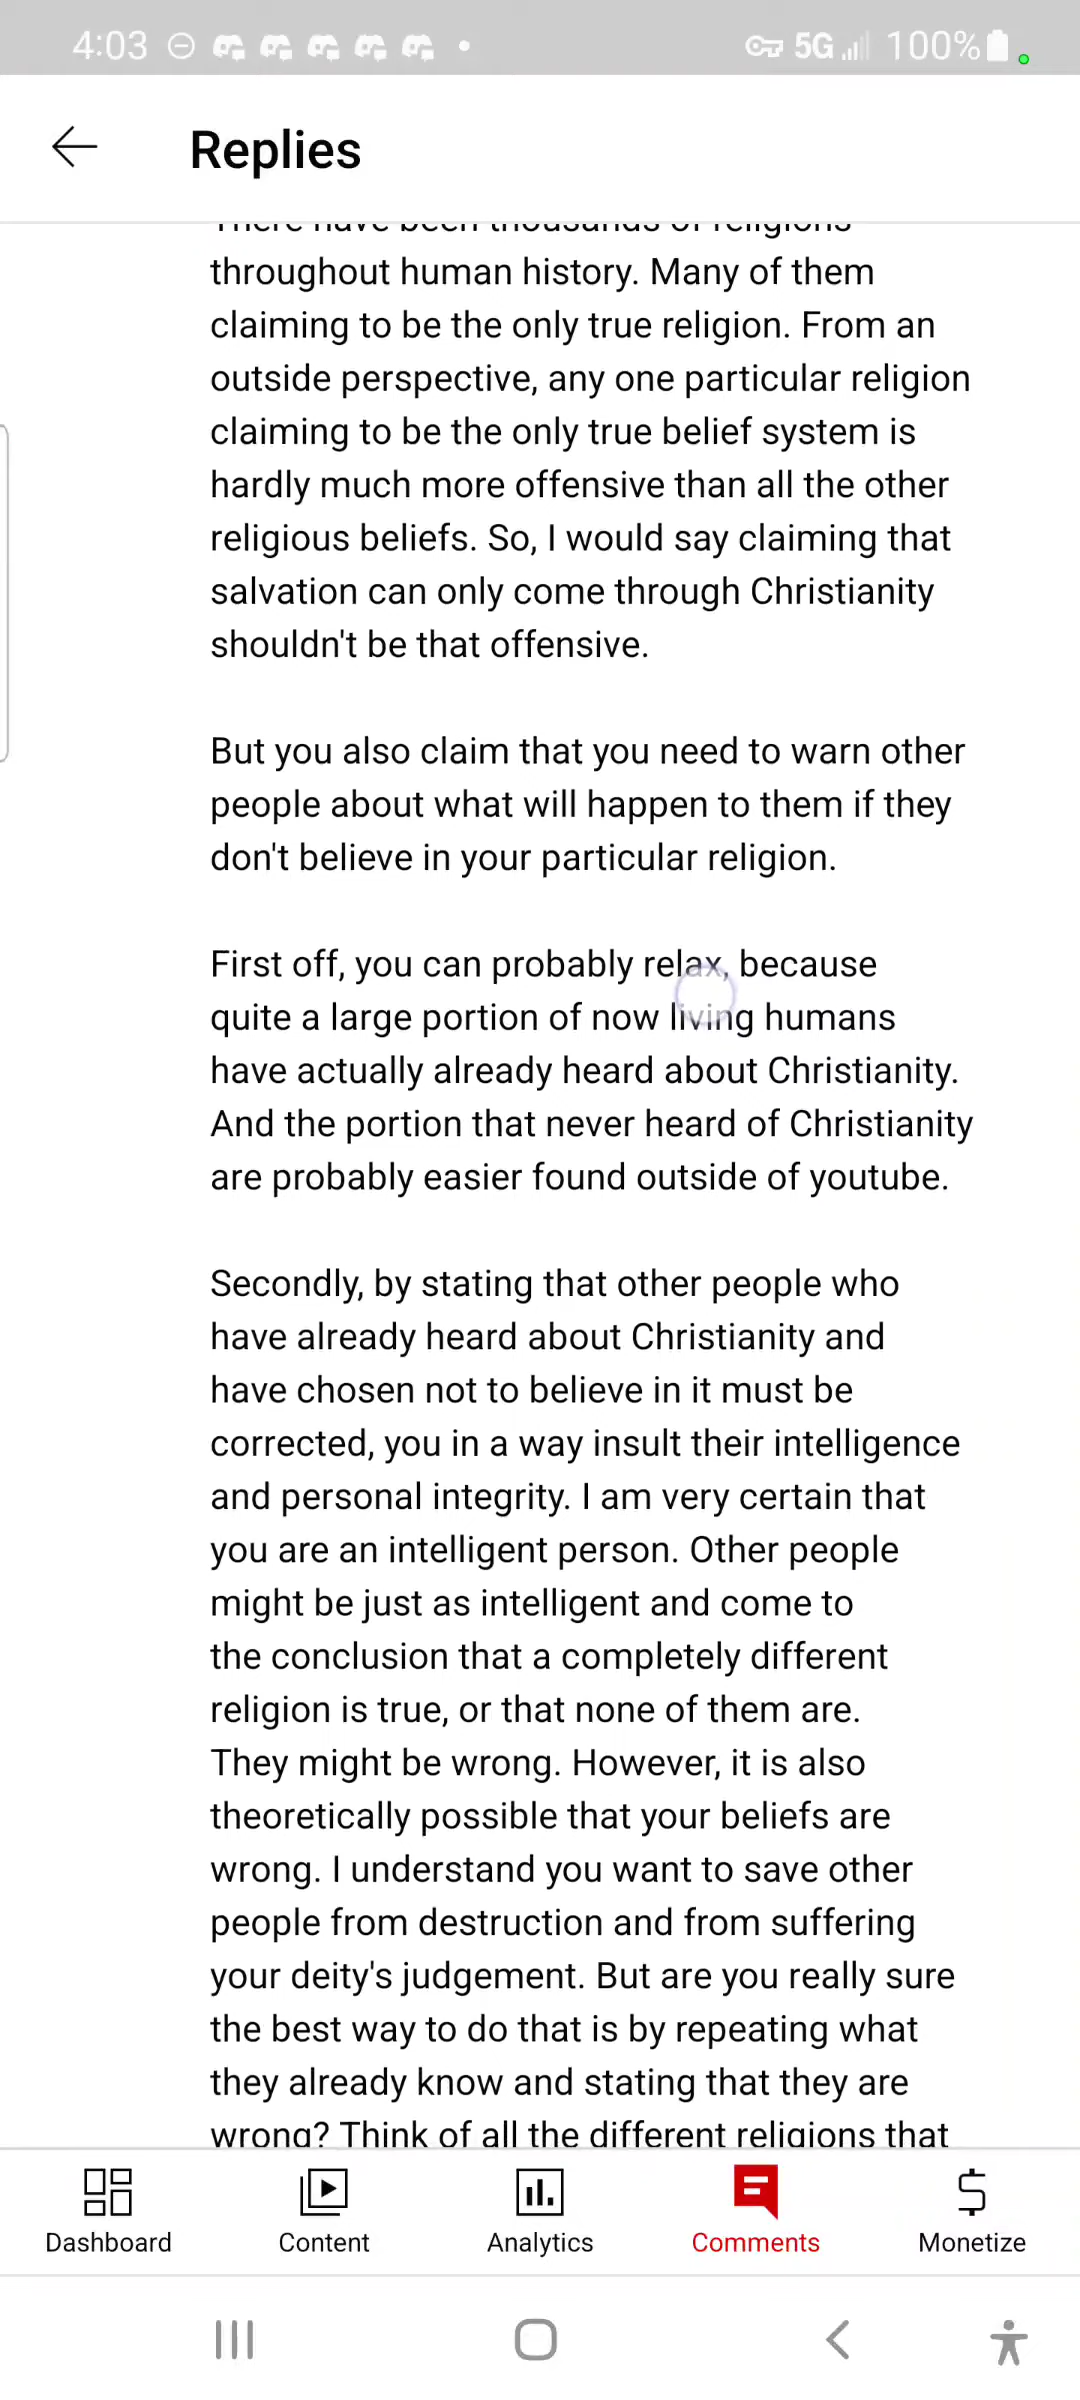 4:03
5G
100%
Replies
There have been thousands of religions
throughout human history. Many of them
claiming to be the only true religion. From an
outside perspective, any one particular religion
claiming to be the only true belief system is
hardly much more offensive than all the other
religious beliefs. So, I would say claiming that
salvation can only come through Christianity
shouldn't be that offensive.
But you also claim that you need to warn other
people about what will happen to them if they
don't believe in your particular religion.
First off, you can probably relax, because
quite a large portion of now living humans
have actually already heard about Christianity.
And the portion that never heard of Christianity
are probably easier found outside of youtube.
Secondly, by stating that other people who
have already heard about Christianity and
have chosen not to believe in it must be
corrected, you in a way insult their intelligence
and personal integrity. I am very certain that
you are an intelligent person. Other people
might be just as intelligent and come to
the conclusion that a completely different
religion is true, or that none of them are.
They might be wrong. However, it is also
theoretically possible that your beliefs are
wrong. I understand you want to save other
people from destruction and from suffering
your deity's judgement. But are you really sure
the best way to do that is by repeating what
they already know and stating that they are
wrong? Think of all the different religions that
Dashboard
Content
Analytics
Comments
Monetize